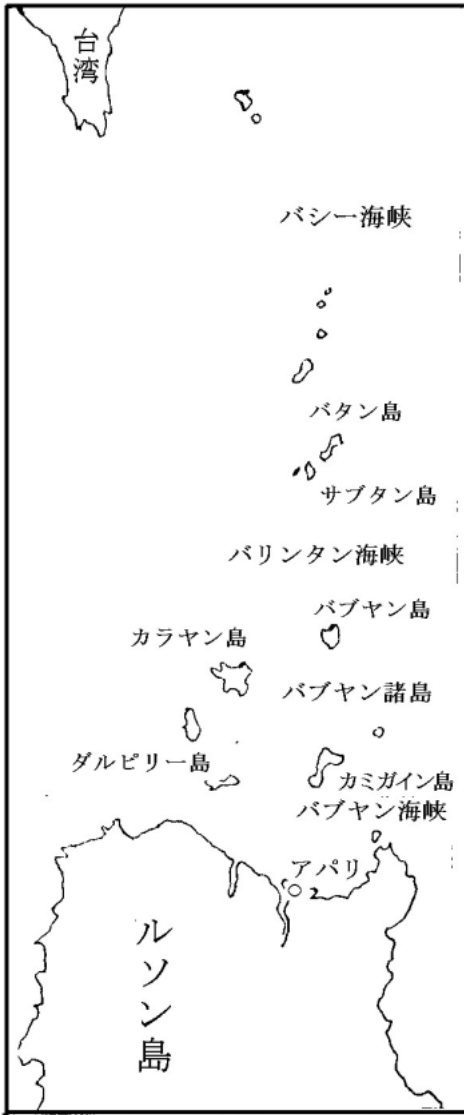 台湾
バシー海峡
バタン島
サブタン島
バリンタン海峡
バブヤン島
カラヤン島
バブヤン諸島
ダルピリー島
カミガイン島
バブヤン海峡
アパリ
ルソン島